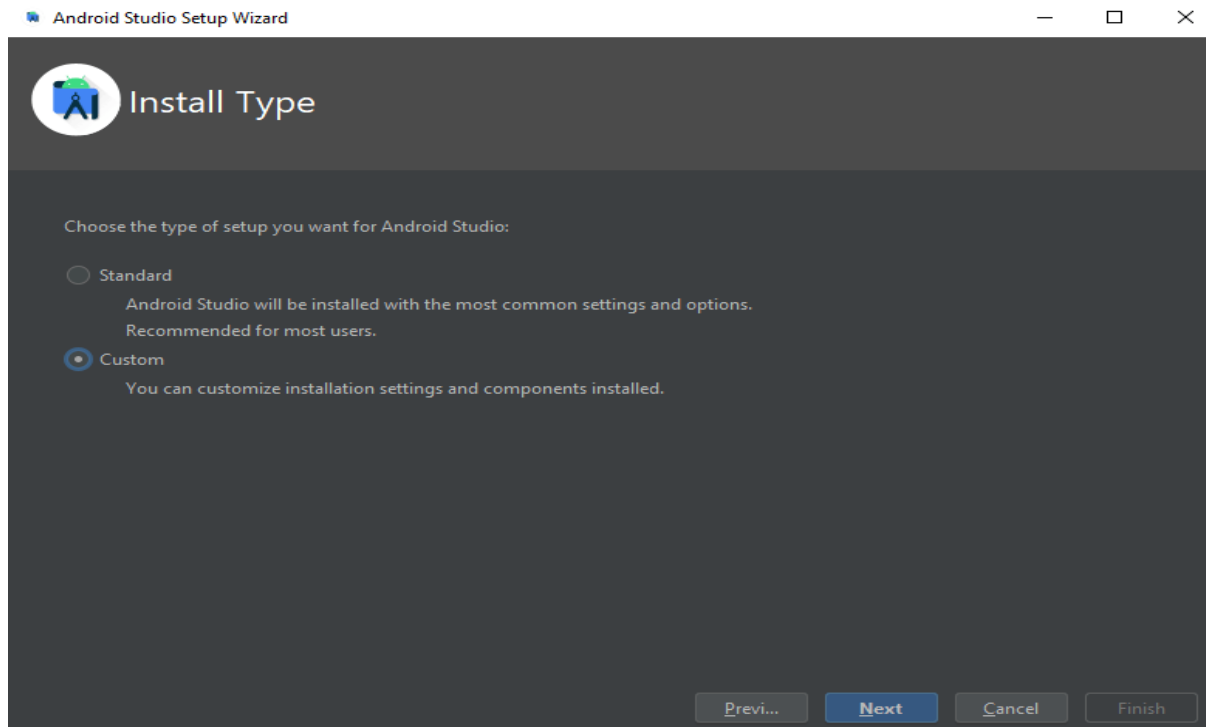 Android Studio Setup Wizard
Install Type
Choose the type of setup you want for Android Studio:
Standard
Android Studio will be installed with the most common settings and options.
Recommended for most users.
Custom
You can customize installation settings and components installed.
Previ... Next Cancel Finish